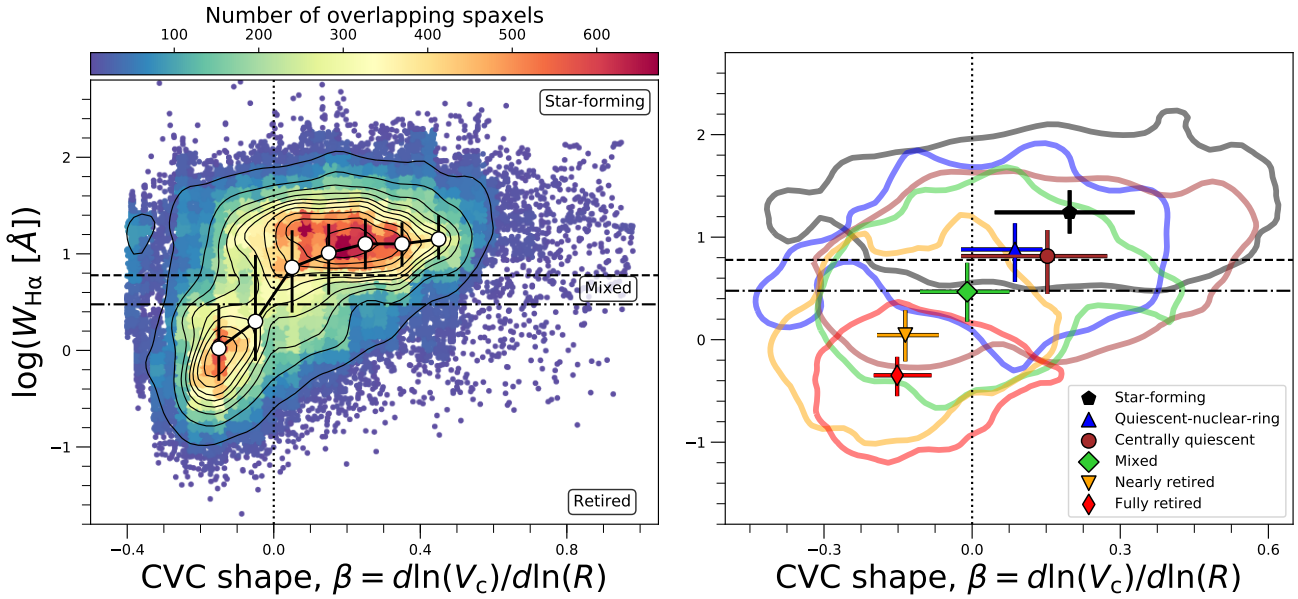 Number of overlapping spaxels
100 200 300 400 500 600
Star-forming
Mixed
Retired
log(W_Hα [Å])
2
1
0
−1
−0.4 0.0 0.4 0.8
CVC shape, β = dln(V_c)/dln(R)
2
1
0
−1
Star-forming
Quiescent-nuclear-ring
Centrally quiescent
Mixed
Nearly retired
Fully retired
−0.3 0.0 0.3 0.6
CVC shape, β = dln(V_c)/dln(R)